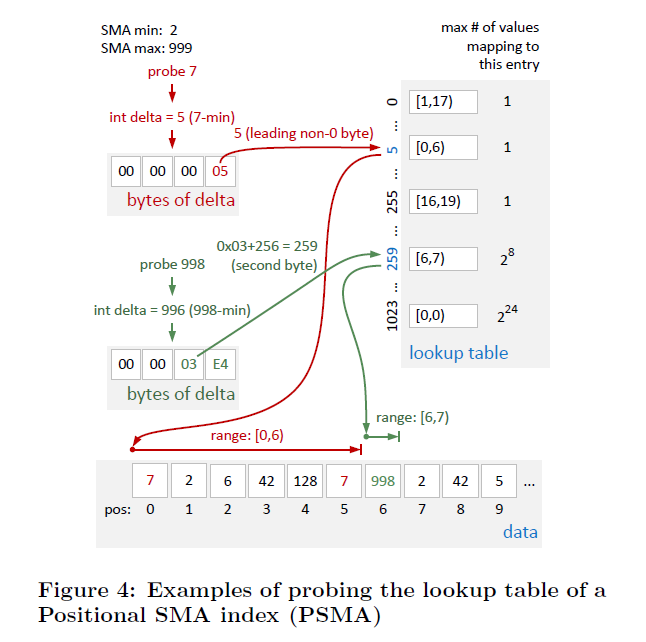 SMA min: 2
SMA max: 999
probe 7
int delta = 5 (7-min)
00 00 00 05
bytes of delta
5 (leading non-0 byte)
max # of values
mapping to
this entry
0 [1,17) 1
...
5 [0,6) 1
...
255 [16,19) 1
...
259 [6,7) 2^8
...
1023 [0,0) 2^24
lookup table
0x03+256 = 259
(second byte)
probe 998
int delta = 996 (998-min)
00 00 03 E4
bytes of delta
range: [0,6)
range: [6,7)
7 2 6 42 128 7 998 2 42 5 ...
pos: 0 1 2 3 4 5 6 7 8 9
data
Figure 4: Examples of probing the lookup table of a
Positional SMA index (PSMA)